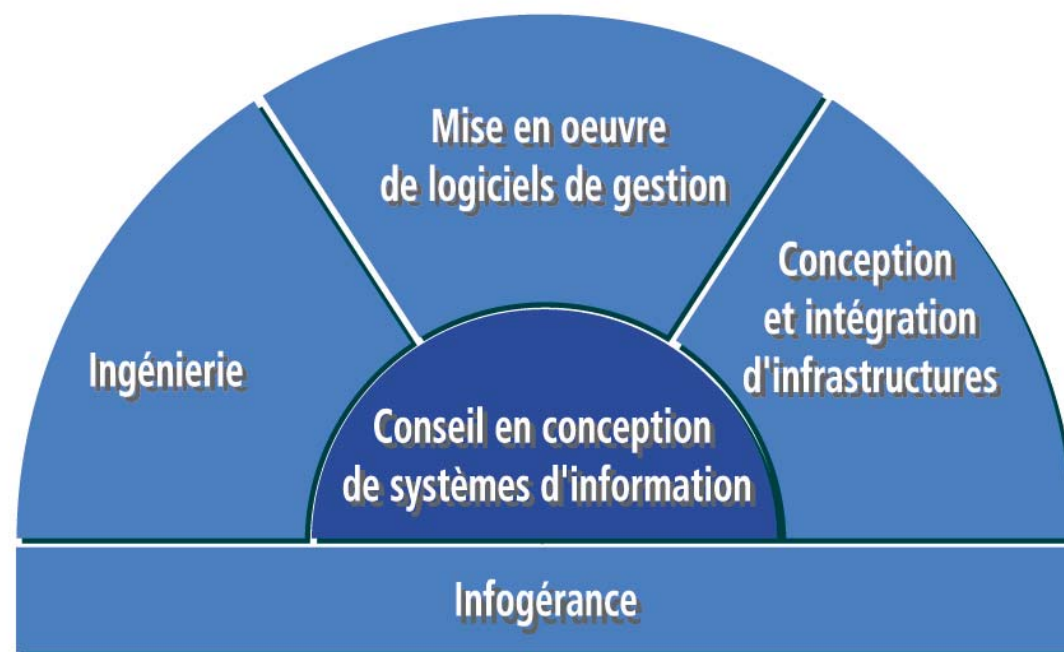 Mise en oeuvre
de logiciels de gestion
Ingénierie
Conception
et intégration
d'infrastructures
Conseil en conception
de systèmes d'information
Infogérance